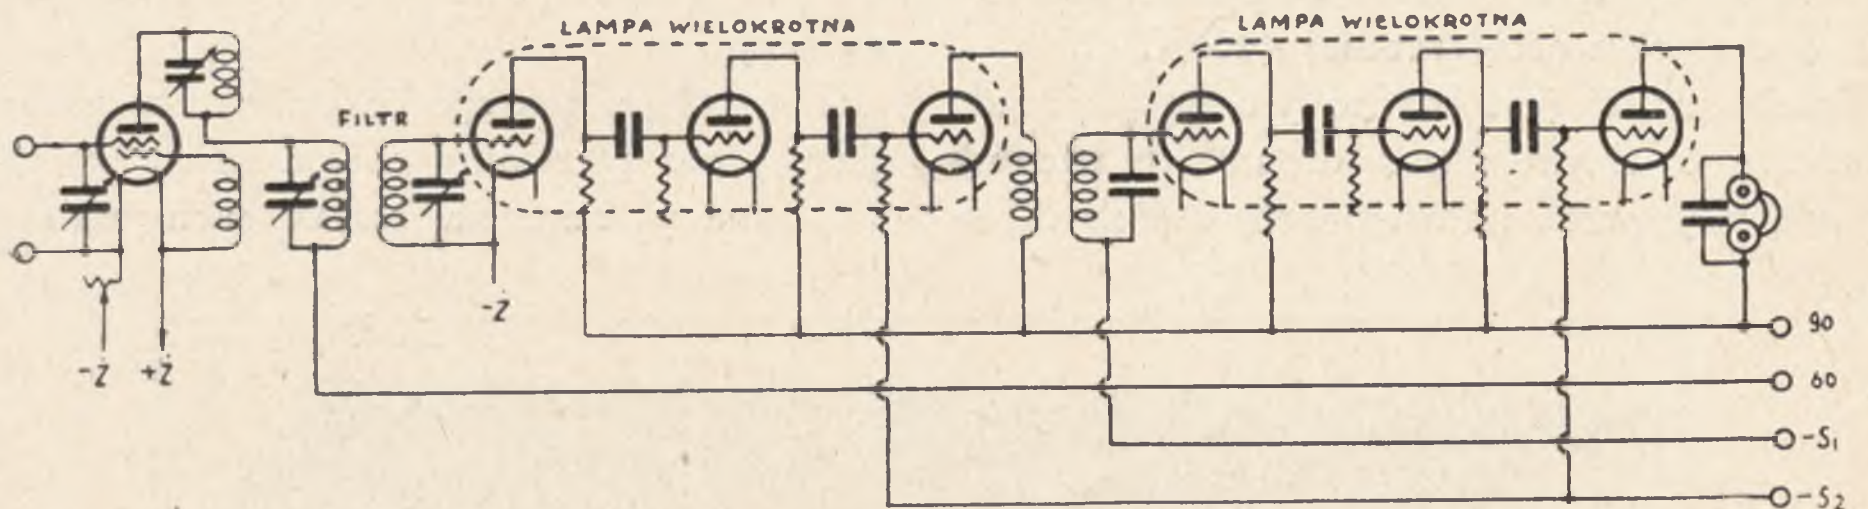 LAMPA WIELOKROTNA
LAMPA WIELOKROTNA
FILTR
-Ż
-Ż +Ż
90
60
-S₁
-S₂